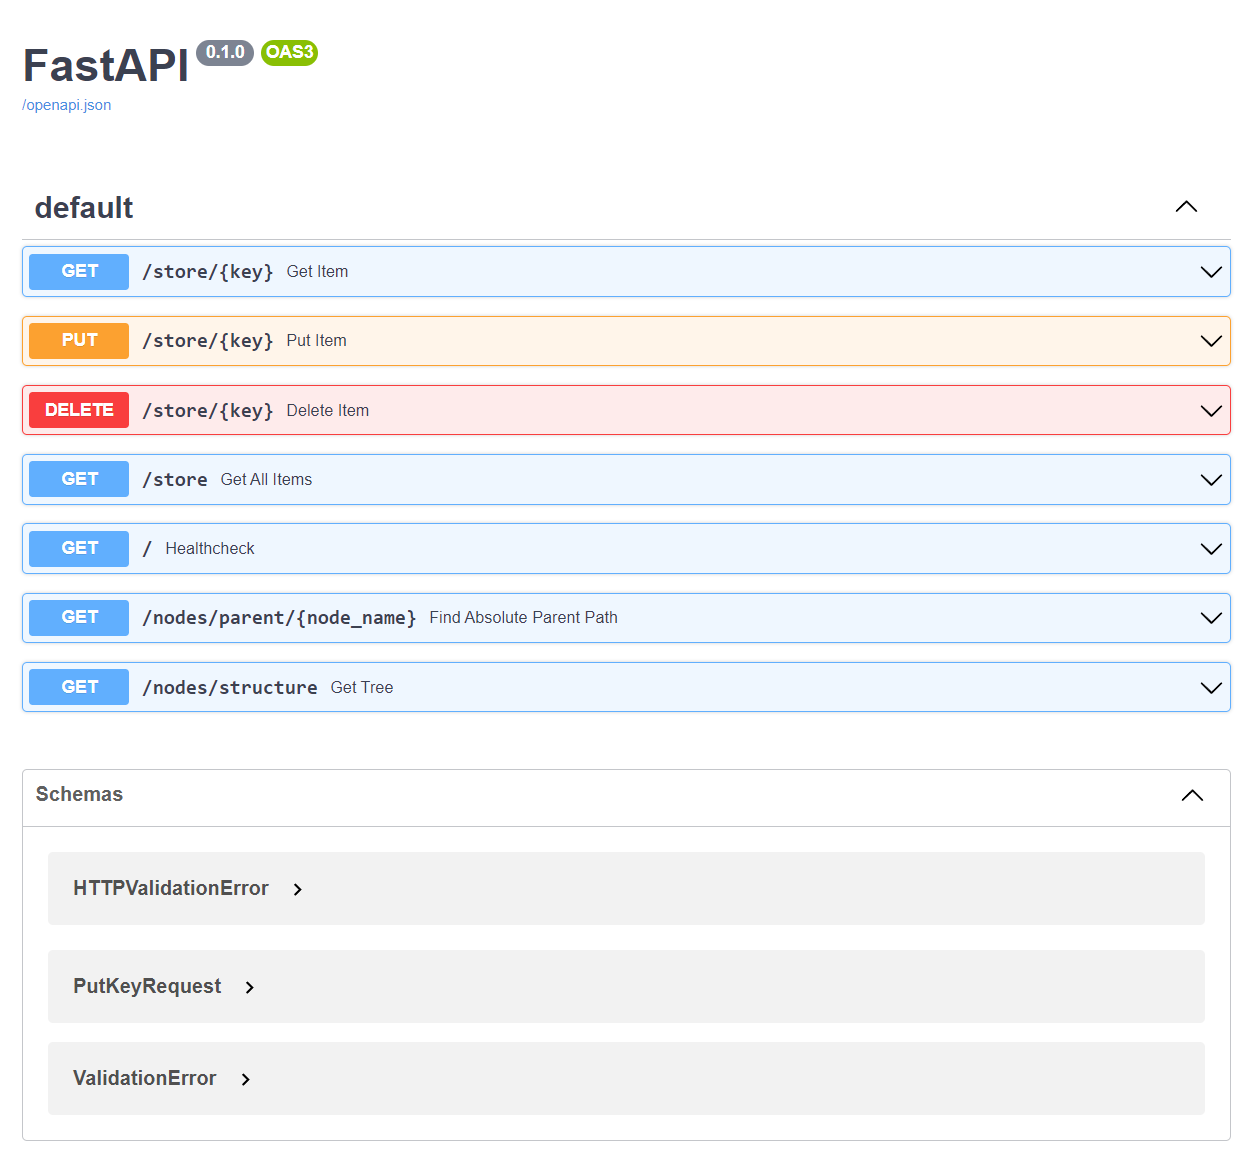 FastAPI 0.1.0 OAS3
/openapi.json
default
GET /store/{key} Get Item
PUT /store/{key} Put Item
DELETE /store/{key} Delete Item
GET /store Get All Items
GET / Healthcheck
GET /nodes/parent/{node_name} Find Absolute Parent Path
GET /nodes/structure Get Tree
Schemas
HTTPValidationError
PutKeyRequest
ValidationError